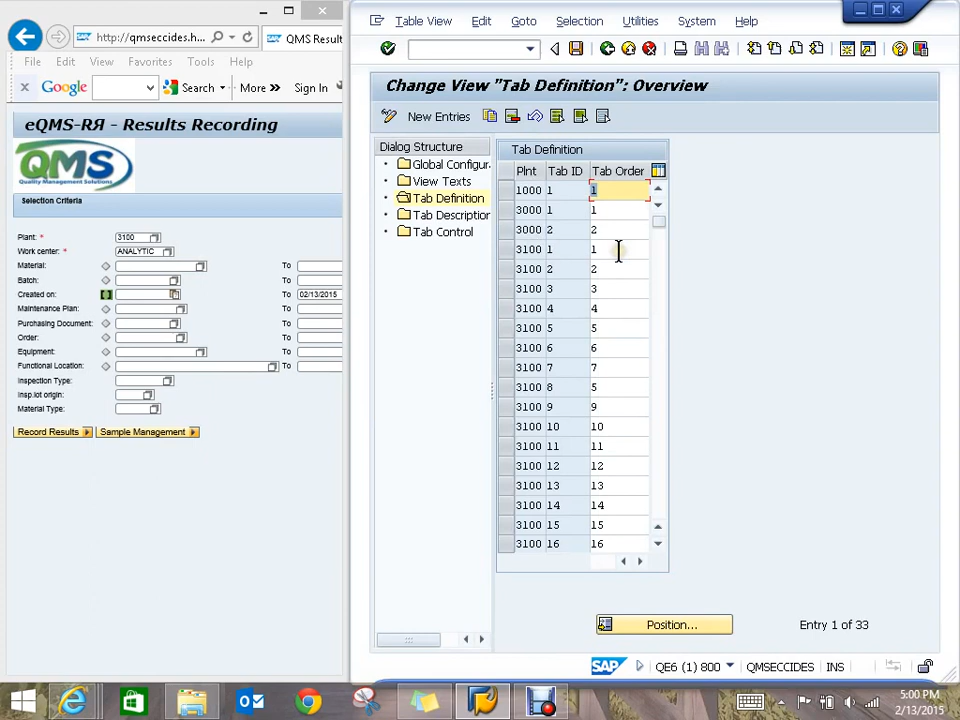 http://qmseccides.h...
QMS Resul
File Edit View Favorites Tools Help
Google
Search
More »
Sign In
eQMS-RЯ - Results Recording
QMS
Quality Management Solutions
Selection Criteria
Plant: * 3100
Work center: * ANALYTIC
Material: To
Batch: To
Created on: To 02/13/2015
Maintenance Plan: To
Purchasing Document: To
Order: To
Equipment: To
Functional Location: To
Inspection Type:
Insp.lot origin:
Material Type:
Record Results Sample Management
Table View Edit Goto Selection Utilities System Help
Change View "Tab Definition": Overview
New Entries
Dialog Structure
Global Configur
View Texts
Tab Definition
Tab Description
Tab Control
Tab Definition
Plnt Tab ID Tab Order
1000 1 1
3000 1 1
3000 2 2
3100 1 1
3100 2 2
3100 3 3
3100 4 4
3100 5 5
3100 6 6
3100 7 7
3100 8 5
3100 9 9
3100 10 10
3100 11 11
3100 12 12
3100 13 13
3100 14 14
3100 15 15
3100 16 16
Position... Entry 1 of 33
SAP QE6 (1) 800 QMSECCIDES INS
5:00 PM
2/13/2015